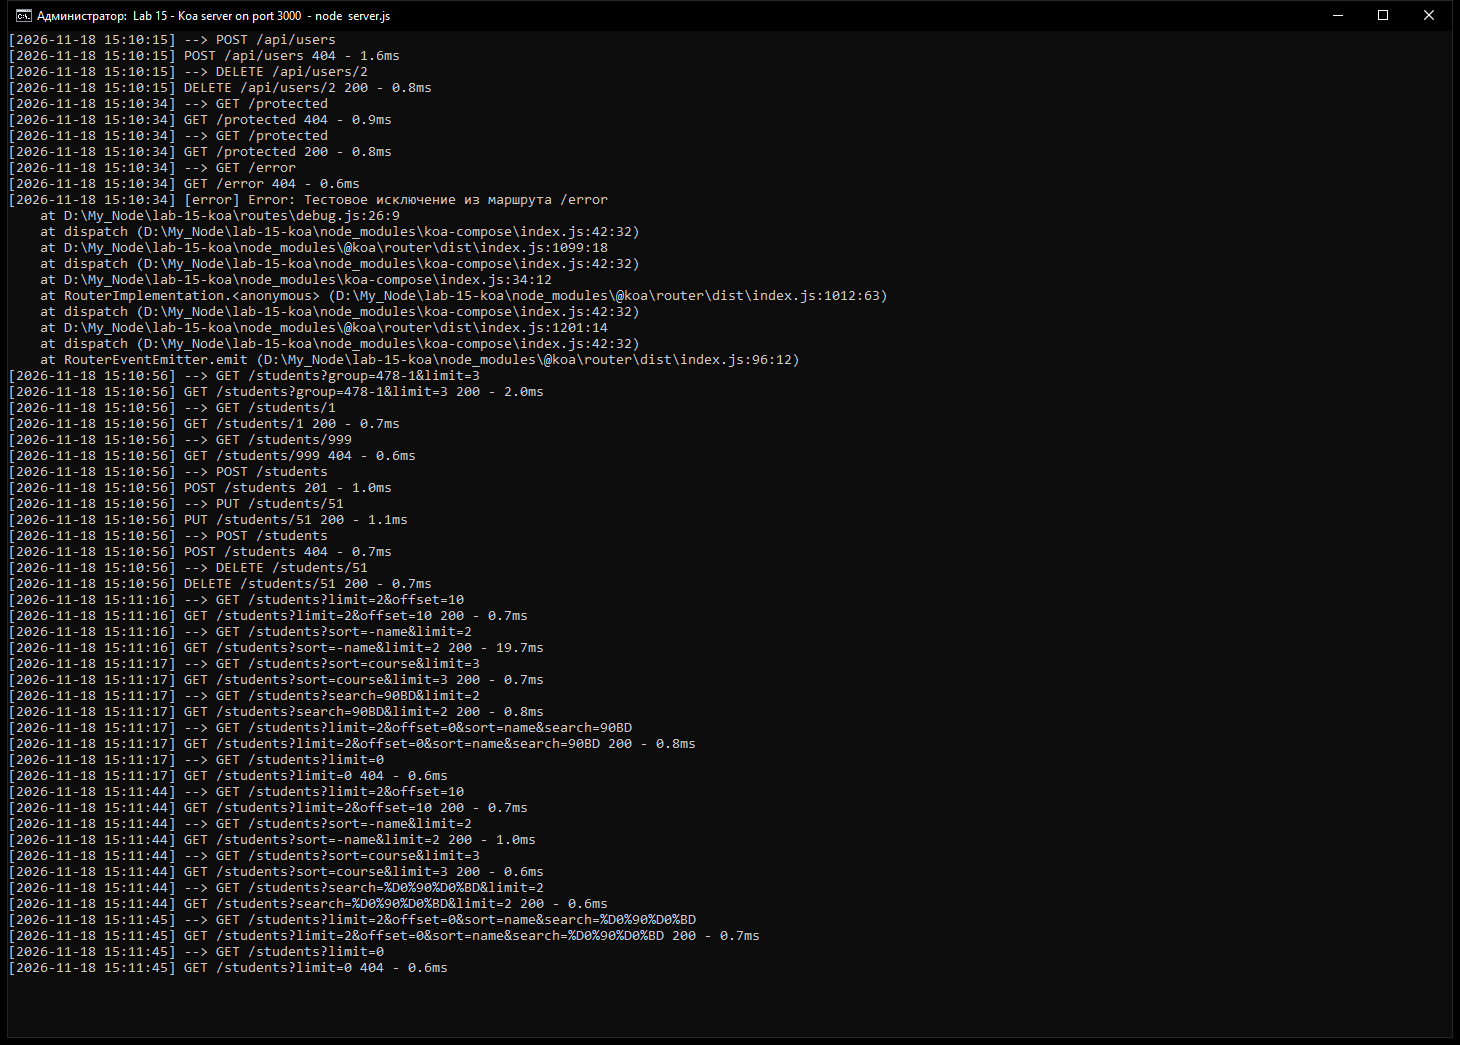 Администратор: Lab 15 - Koa server on port 3000 - node server.js
[2026-11-18 15:10:15] --> POST /api/users
[2026-11-18 15:10:15] POST /api/users 404 - 1.6ms
[2026-11-18 15:10:15] --> DELETE /api/users/2
[2026-11-18 15:10:15] DELETE /api/users/2 200 - 0.8ms
[2026-11-18 15:10:34] --> GET /protected
[2026-11-18 15:10:34] GET /protected 404 - 0.9ms
[2026-11-18 15:10:34] --> GET /protected
[2026-11-18 15:10:34] GET /protected 200 - 0.8ms
[2026-11-18 15:10:34] --> GET /error
[2026-11-18 15:10:34] GET /error 404 - 0.6ms
[2026-11-18 15:10:34] [error] Error: Тестовое исключение из маршрута /error
    at D:\My_Node\lab-15-koa\routes\debug.js:26:9
    at dispatch (D:\My_Node\lab-15-koa\node_modules\koa-compose\index.js:42:32)
    at D:\My_Node\lab-15-koa\node_modules\@koa\router\dist\index.js:1099:18
    at dispatch (D:\My_Node\lab-15-koa\node_modules\koa-compose\index.js:42:32)
    at D:\My_Node\lab-15-koa\node_modules\koa-compose\index.js:34:12
    at RouterImplementation.<anonymous> (D:\My_Node\lab-15-koa\node_modules\@koa\router\dist\index.js:1012:63)
    at dispatch (D:\My_Node\lab-15-koa\node_modules\koa-compose\index.js:42:32)
    at D:\My_Node\lab-15-koa\node_modules\@koa\router\dist\index.js:1201:14
    at dispatch (D:\My_Node\lab-15-koa\node_modules\koa-compose\index.js:42:32)
    at RouterEventEmitter.emit (D:\My_Node\lab-15-koa\node_modules\@koa\router\dist\index.js:96:12)
[2026-11-18 15:10:56] --> GET /students?group=478-1&limit=3
[2026-11-18 15:10:56] GET /students?group=478-1&limit=3 200 - 2.0ms
[2026-11-18 15:10:56] --> GET /students/1
[2026-11-18 15:10:56] GET /students/1 200 - 0.7ms
[2026-11-18 15:10:56] --> GET /students/999
[2026-11-18 15:10:56] GET /students/999 404 - 0.6ms
[2026-11-18 15:10:56] --> POST /students
[2026-11-18 15:10:56] POST /students 201 - 1.0ms
[2026-11-18 15:10:56] --> PUT /students/51
[2026-11-18 15:10:56] PUT /students/51 200 - 1.1ms
[2026-11-18 15:10:56] --> POST /students
[2026-11-18 15:10:56] POST /students 404 - 0.7ms
[2026-11-18 15:10:56] --> DELETE /students/51
[2026-11-18 15:10:56] DELETE /students/51 200 - 0.7ms
[2026-11-18 15:11:16] --> GET /students?limit=2&offset=10
[2026-11-18 15:11:16] GET /students?limit=2&offset=10 200 - 0.7ms
[2026-11-18 15:11:16] --> GET /students?sort=-name&limit=2
[2026-11-18 15:11:16] GET /students?sort=-name&limit=2 200 - 19.7ms
[2026-11-18 15:11:17] --> GET /students?sort=course&limit=3
[2026-11-18 15:11:17] GET /students?sort=course&limit=3 200 - 0.7ms
[2026-11-18 15:11:17] --> GET /students?search=90BD&limit=2
[2026-11-18 15:11:17] GET /students?search=90BD&limit=2 200 - 0.8ms
[2026-11-18 15:11:17] --> GET /students?limit=2&offset=0&sort=name&search=90BD
[2026-11-18 15:11:17] GET /students?limit=2&offset=0&sort=name&search=90BD 200 - 0.8ms
[2026-11-18 15:11:17] --> GET /students?limit=0
[2026-11-18 15:11:17] GET /students?limit=0 404 - 0.6ms
[2026-11-18 15:11:44] --> GET /students?limit=2&offset=10
[2026-11-18 15:11:44] GET /students?limit=2&offset=10 200 - 0.7ms
[2026-11-18 15:11:44] --> GET /students?sort=-name&limit=2
[2026-11-18 15:11:44] GET /students?sort=-name&limit=2 200 - 1.0ms
[2026-11-18 15:11:44] --> GET /students?sort=course&limit=3
[2026-11-18 15:11:44] GET /students?sort=course&limit=3 200 - 0.6ms
[2026-11-18 15:11:44] --> GET /students?search=%D0%90%D0%BD&limit=2
[2026-11-18 15:11:44] GET /students?search=%D0%90%D0%BD&limit=2 200 - 0.6ms
[2026-11-18 15:11:45] --> GET /students?limit=2&offset=0&sort=name&search=%D0%90%D0%BD
[2026-11-18 15:11:45] GET /students?limit=2&offset=0&sort=name&search=%D0%90%D0%BD 200 - 0.7ms
[2026-11-18 15:11:45] --> GET /students?limit=0
[2026-11-18 15:11:45] GET /students?limit=0 404 - 0.6ms